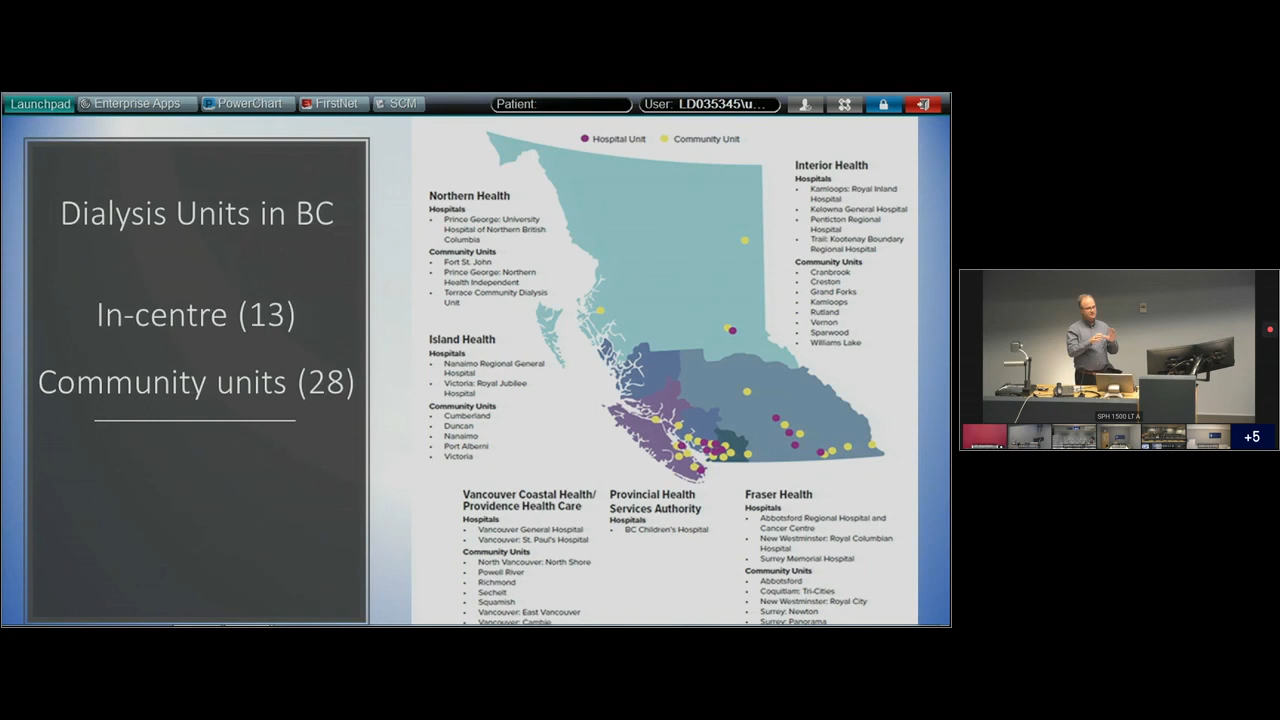 Launchpad Enterprise Apps PowerChart FirstNet SCM Patient: User: LD035345\u...
Dialysis Units in BC
In-centre (13)
Community units (28)
Hospital Unit Community Unit
Northern Health
Hospitals
• Prince George: University
Hospital of Northern British
Columbia
Community Units
• Fort St. John
• Prince George: Northern
Health Independent
• Terrace Community Dialysis
Unit
Island Health
Hospitals
• Nanaimo Regional General
Hospital
• Victoria: Royal Jubilee
Hospital
Community Units
• Cumberland
• Duncan
• Nanaimo
• Port Alberni
• Victoria
Interior Health
Hospitals
• Kamloops: Royal Inland
Hospital
• Kelowna General Hospital
• Penticton Regional
Hospital
• Trail: Kootenay Boundary
Regional Hospital
Community Units
• Cranbrook
• Creston
• Grand Forks
• Kamloops
• Rutland
• Vernon
• Sparwood
• Williams Lake
Vancouver Coastal Health/
Providence Health Care
Hospitals
• Vancouver General Hospital
• Vancouver: St. Paul's Hospital
Community Units
• North Vancouver: North Shore
• Powell River
• Richmond
• Sechelt
• Squamish
• Vancouver: East Vancouver
• Vancouver: Cambie
Provincial Health
Services Authority
Hospitals
• BC Children's Hospital
Fraser Health
Hospitals
• Abbotsford Regional Hospital and
Cancer Centre
• New Westminster: Royal Columbian
Hospital
• Surrey Memorial Hospital
Community Units
• Abbotsford
• Coquitlam: Tri-Cities
• New Westminster: Royal City
• Surrey: Newton
• Surrey: Panorama
SPH 1500 LT A
+5